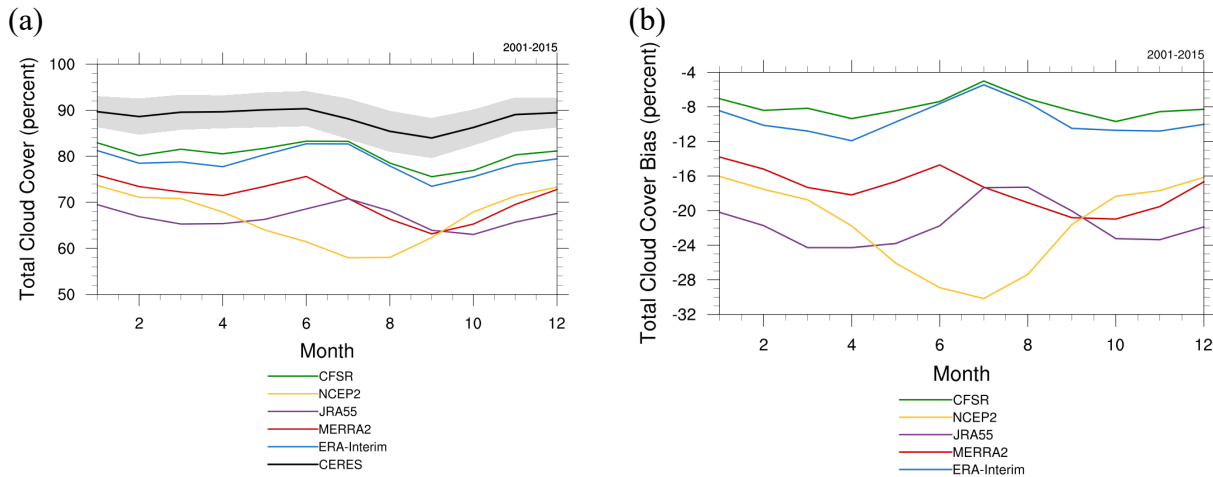 (a)
2001-2015
Total Cloud Cover (percent)
100
90
80
70
60
50
2 4 6 8 10 12
Month
CFSR
NCEP2
JRA55
MERRA2
ERA-Interim
CERES
(b)
2001-2015
Total Cloud Cover Bias (percent)
-4
-8
-12
-16
-20
-24
-28
-32
2 4 6 8 10 12
Month
CFSR
NCEP2
JRA55
MERRA2
ERA-Interim